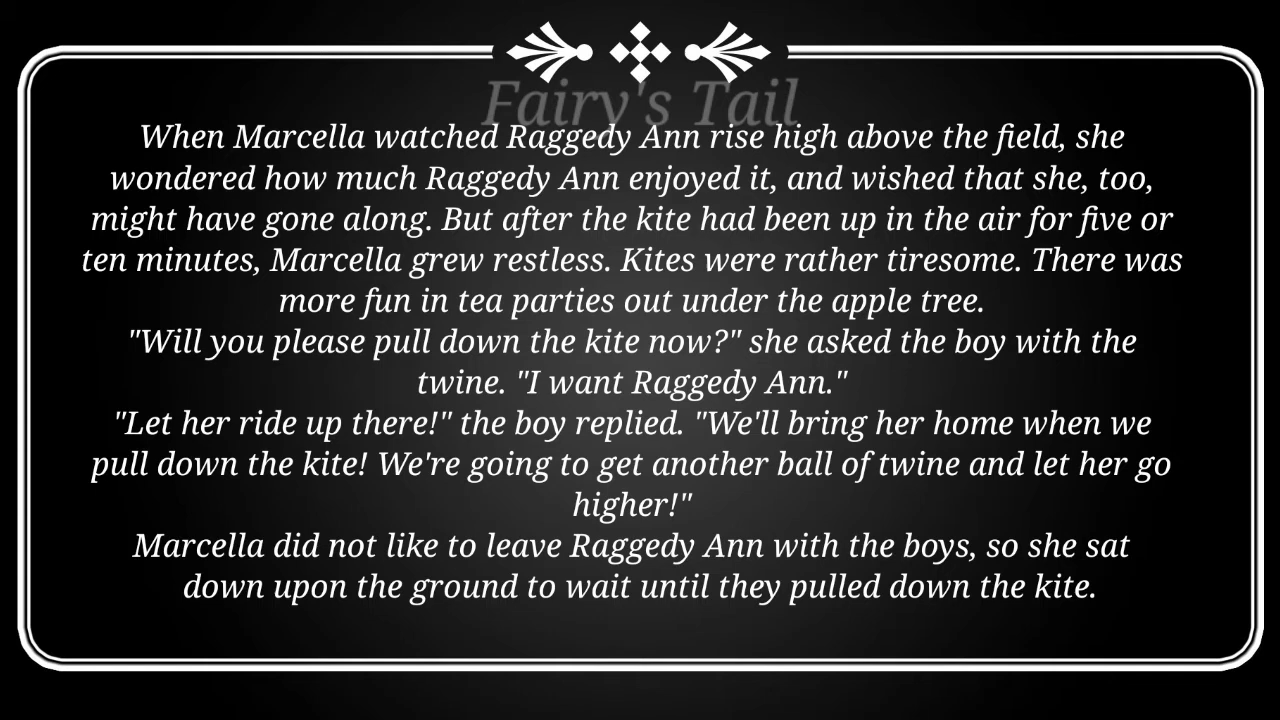 Fairy's Tail
When Marcella watched Raggedy Ann rise high above the field, she
wondered how much Raggedy Ann enjoyed it, and wished that she, too,
might have gone along. But after the kite had been up in the air for five or
ten minutes, Marcella grew restless. Kites were rather tiresome. There was
more fun in tea parties out under the apple tree.
"Will you please pull down the kite now?" she asked the boy with the
twine. "I want Raggedy Ann."
"Let her ride up there!" the boy replied. "We'll bring her home when we
pull down the kite! We're going to get another ball of twine and let her go
higher!"
Marcella did not like to leave Raggedy Ann with the boys, so she sat
down upon the ground to wait until they pulled down the kite.